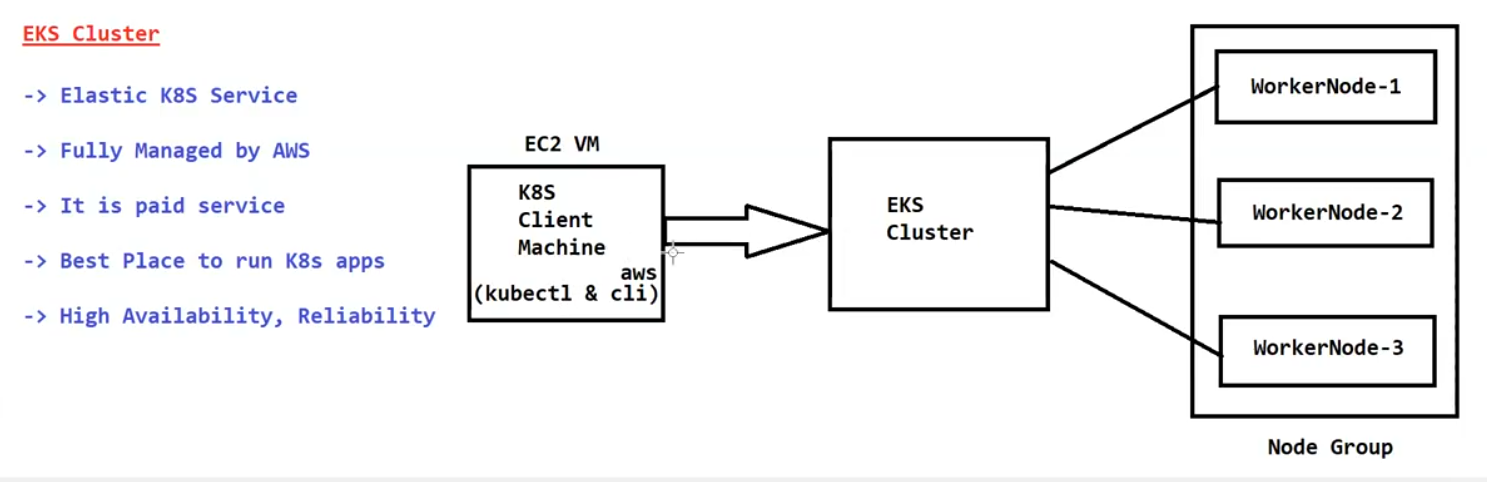 EKS Cluster
-> Elastic K8S Service
-> Fully Managed by AWS
-> It is paid service
-> Best Place to run K8s apps
-> High Availability, Reliability
EC2 VM
K8S
Client
Machine
aws
(kubectl & cli)
EKS
Cluster
WorkerNode-1
WorkerNode-2
WorkerNode-3
Node Group